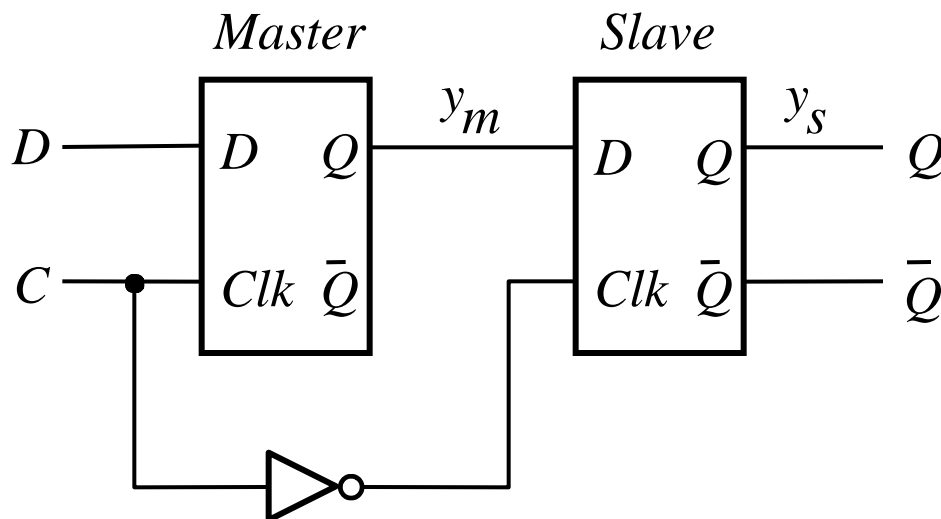 Master Slave
y_m y_s
D D Q D Q Q
C Clk Q̄ Clk Q̄ Q̄